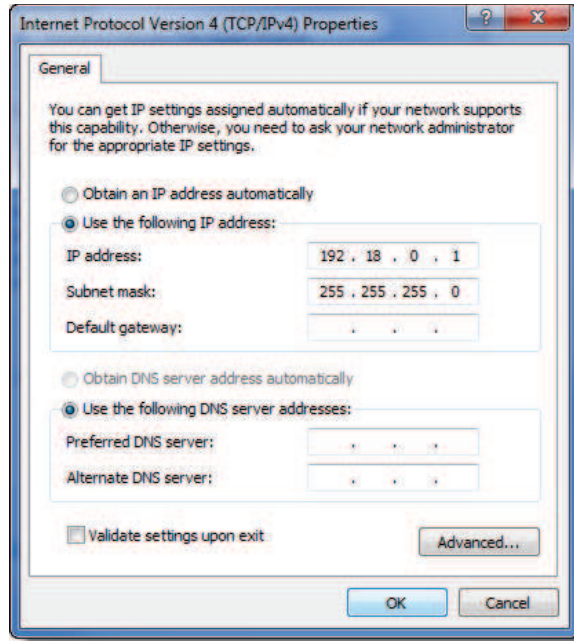 Internet Protocol Version 4 (TCP/IPv4) Properties
General
You can get IP settings assigned automatically if your network supports
this capability. Otherwise, you need to ask your network administrator
for the appropriate IP settings.
Obtain an IP address automatically
Use the following IP address:
IP address: 192 . 18 . 0 . 1
Subnet mask: 255 . 255 . 255 . 0
Default gateway: . . .
Obtain DNS server address automatically
Use the following DNS server addresses:
Preferred DNS server: . . .
Alternate DNS server: . . .
Validate settings upon exit
Advanced...
OK
Cancel